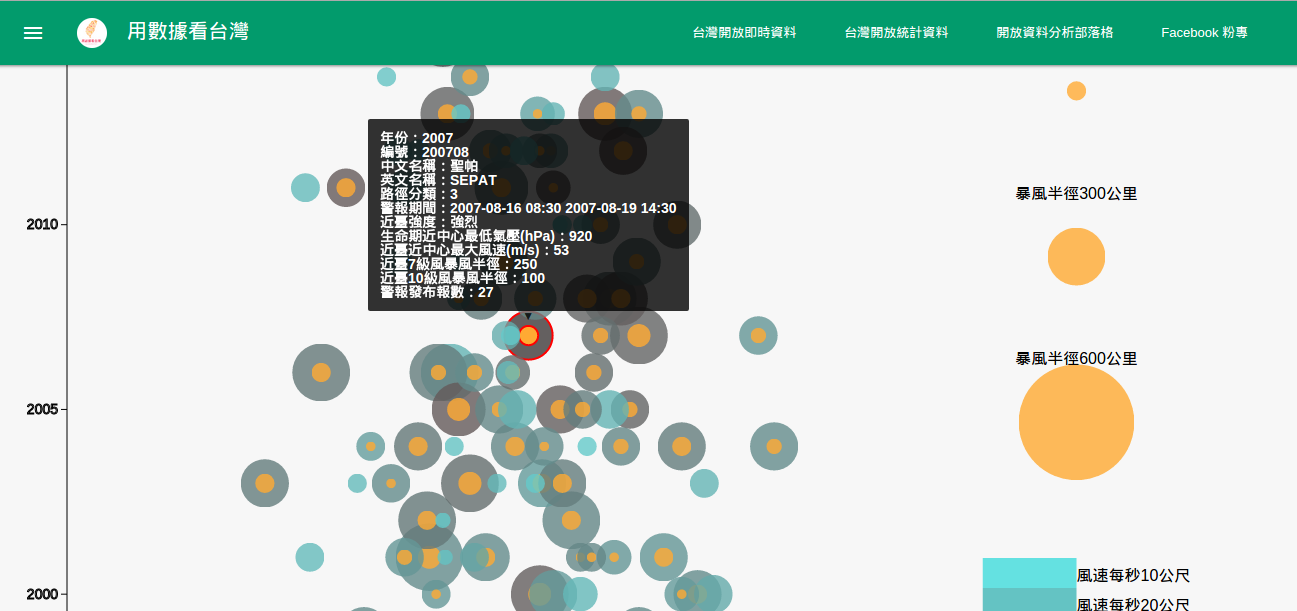 用數據看台灣
台灣開放即時資料
台灣開放統計資料
開放資料分析部落格
Facebook 粉專
年份：2007
編號：200708
中文名稱：聖帕
英文名稱：SEPAT
路徑分類：3
警報期間：2007-08-16 08:30 2007-08-19 14:30
近臺強度：強烈
生命期近中心最低氣壓(hPa)：920
近臺近中心最大風速(m/s)：53
近臺7級風暴風半徑：250
近臺10級風暴風半徑：100
警報發布報數：27
2010
2005
2000
暴風半徑300公里
暴風半徑600公里
風速每秒10公尺
風速每秒20公尺